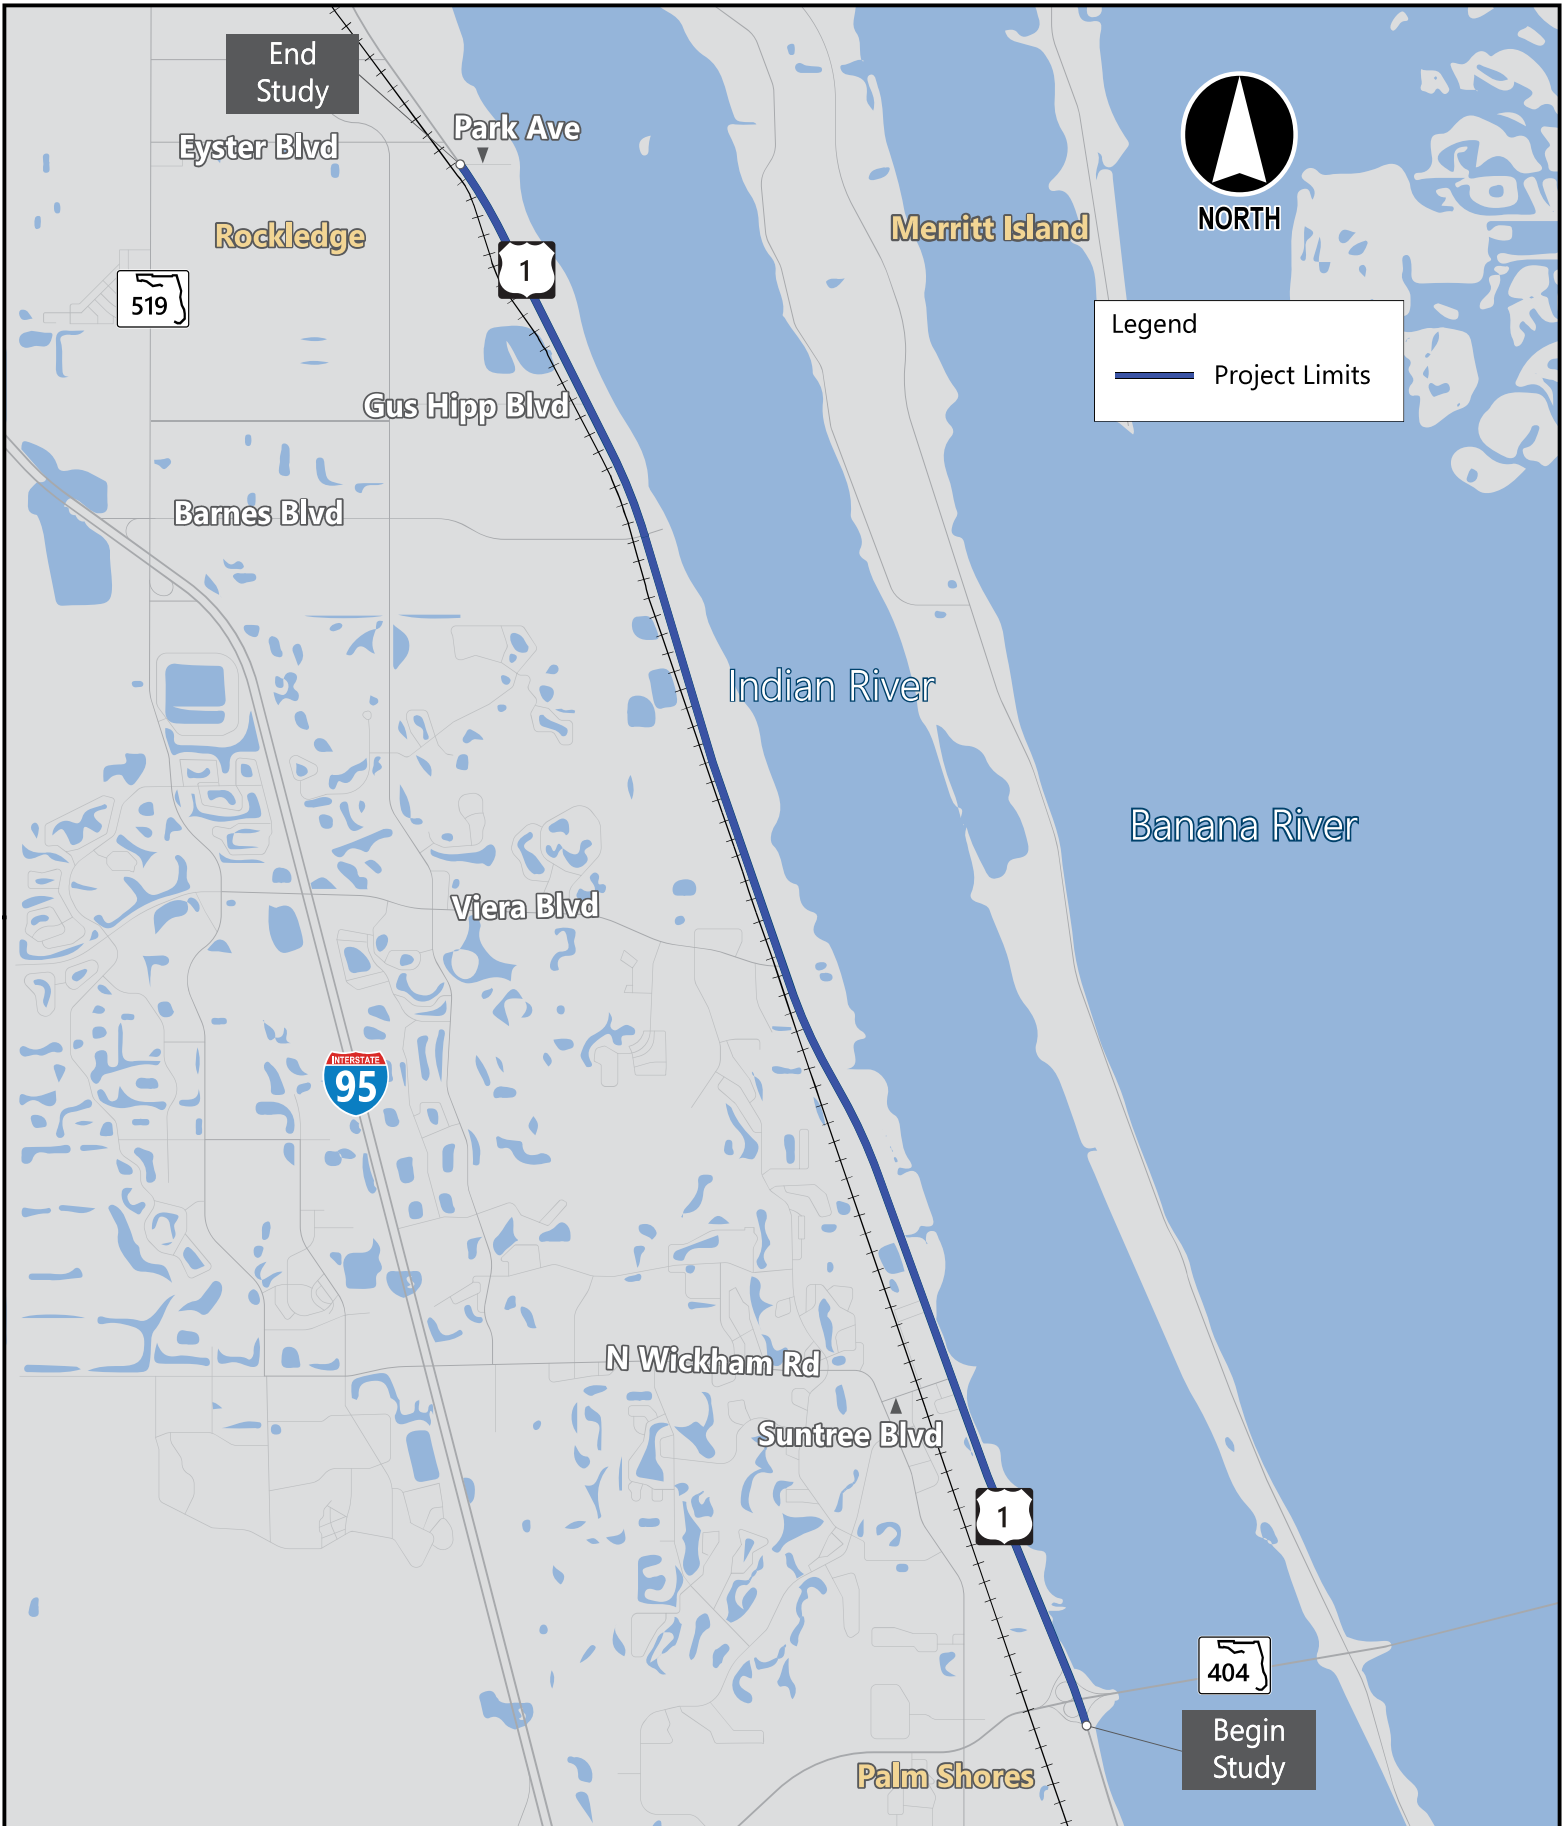 End
Study
Park Ave
Eyster Blvd
Rockledge
Merritt Island
NORTH
1
519
Legend
Project Limits
Gus Hipp Blvd
Barnes Blvd
Indian River
Banana River
Viera Blvd
INTERSTATE
95
N Wickham Rd
Suntree Blvd
1
404
Begin
Study
Palm Shores